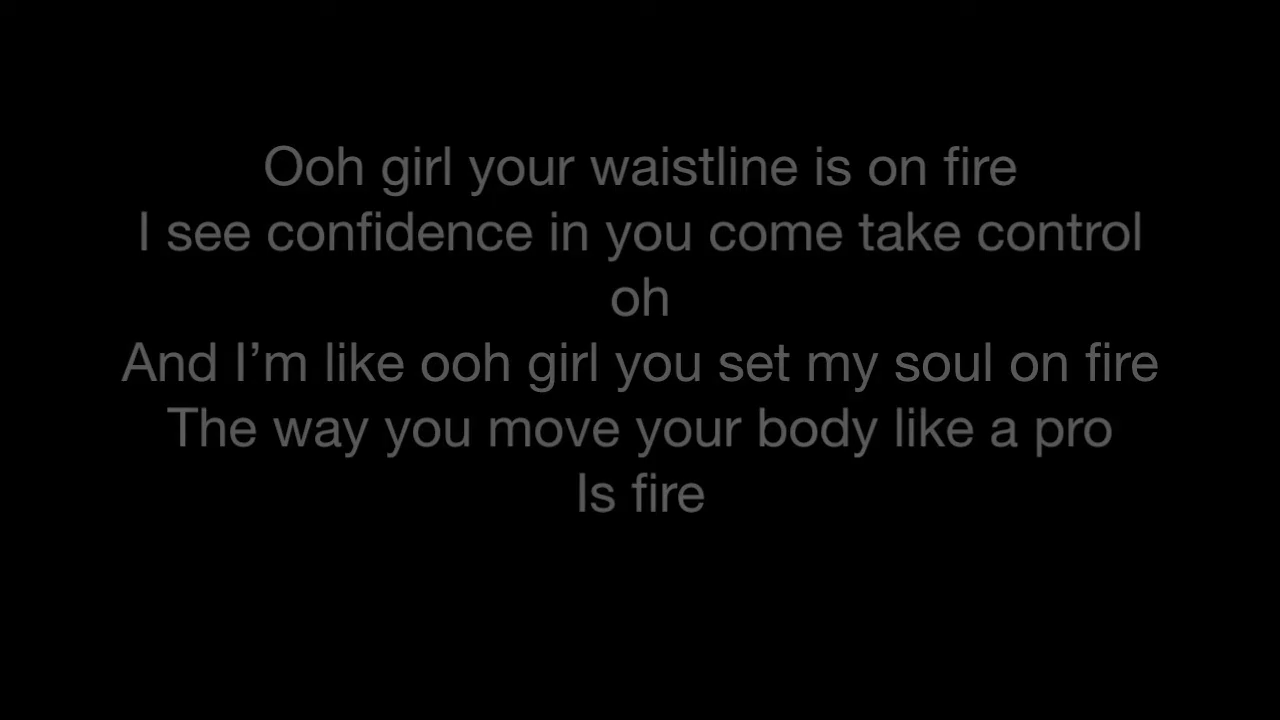 Ooh girl your waistline is on fire
I see confidence in you come take control
oh
And I’m like ooh girl you set my soul on fire
The way you move your body like a pro
Is fire